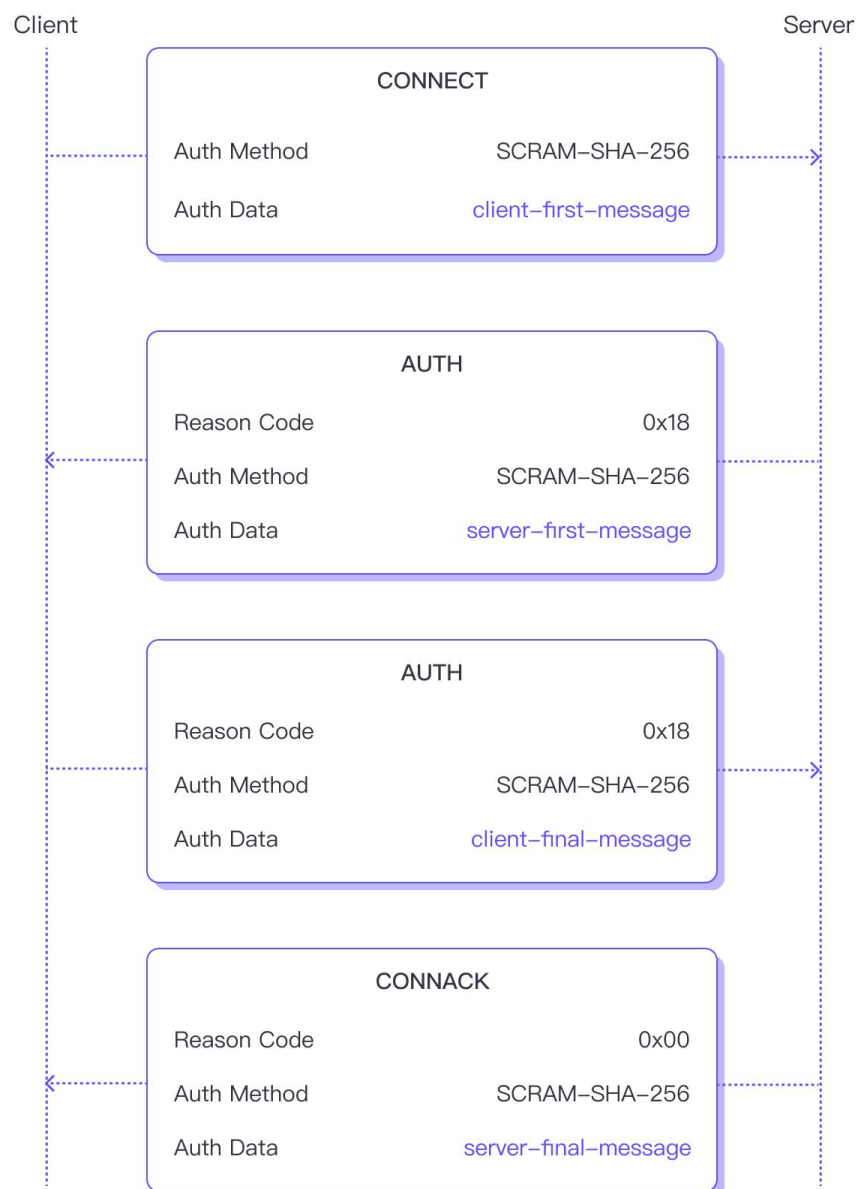 Client Server
CONNECT
Auth Method SCRAM-SHA-256
Auth Data client-first-message
AUTH
Reason Code 0x18
Auth Method SCRAM-SHA-256
Auth Data server-first-message
AUTH
Reason Code 0x18
Auth Method SCRAM-SHA-256
Auth Data client-final-message
CONNACK
Reason Code 0x00
Auth Method SCRAM-SHA-256
Auth Data server-final-message